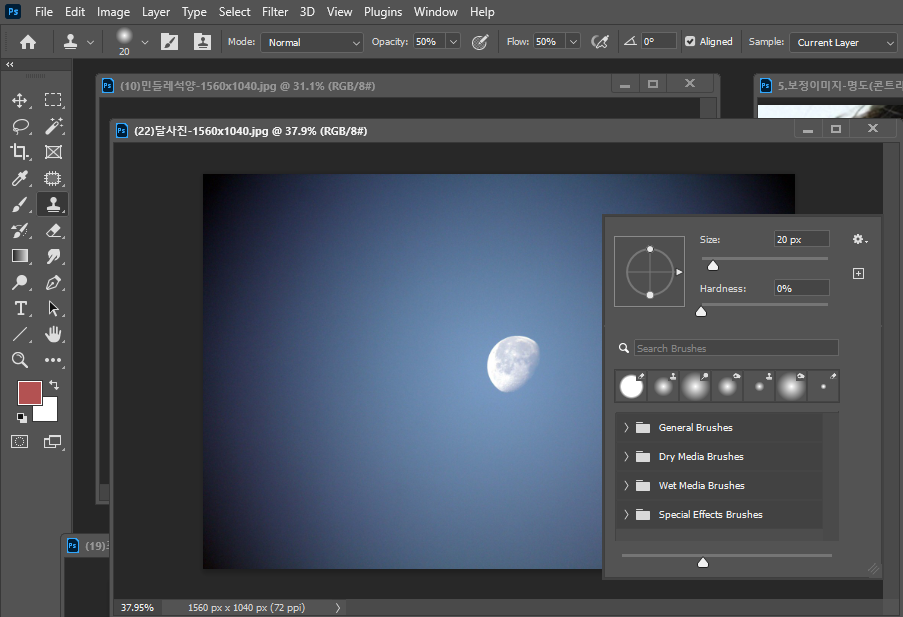 Ps File Edit Image Layer Type Select Filter 3D View Plugins Window Help
20 Mode: Normal Opacity: 50% Flow: 50% 0° Aligned Sample: Current Layer
Ps (10)민들레석양-1560x1040.jpg @ 31.1% (RGB/8#)
Ps 5.보정이미지-명도(콘트라
Ps (22)달사진-1560x1040.jpg @ 37.9% (RGB/8#)
Size: 20 px
Hardness: 0%
Search Brushes
General Brushes
Dry Media Brushes
Wet Media Brushes
Special Effects Brushes
Ps (19)
37.95% 1560 px x 1040 px (72 ppi)